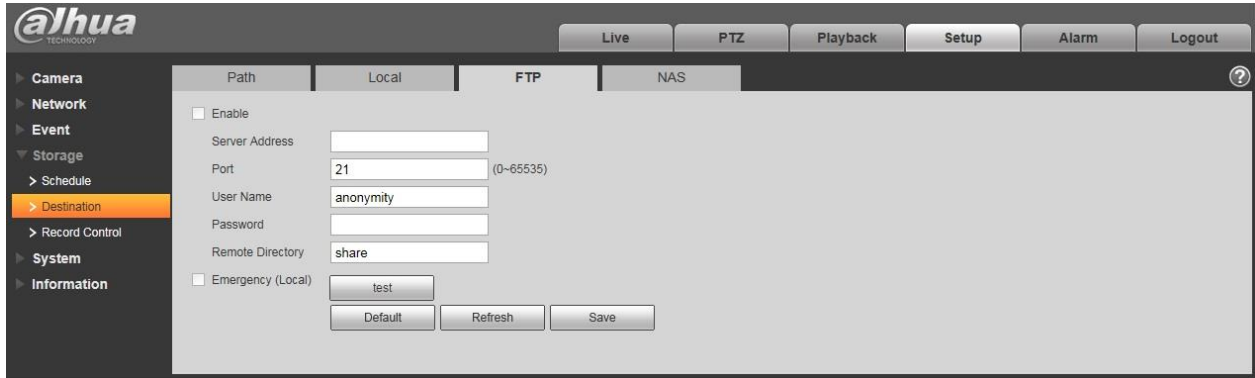 alhua
TECHNOLOGY
Live PTZ Playback Setup Alarm Logout
Camera
Network
Event
Storage
> Schedule
> Destination
> Record Control
System
Information
Path Local FTP NAS
?
Enable
Server Address
Port 21 (0~65535)
User Name anonymity
Password
Remote Directory share
Emergency (Local) test
Default Refresh Save